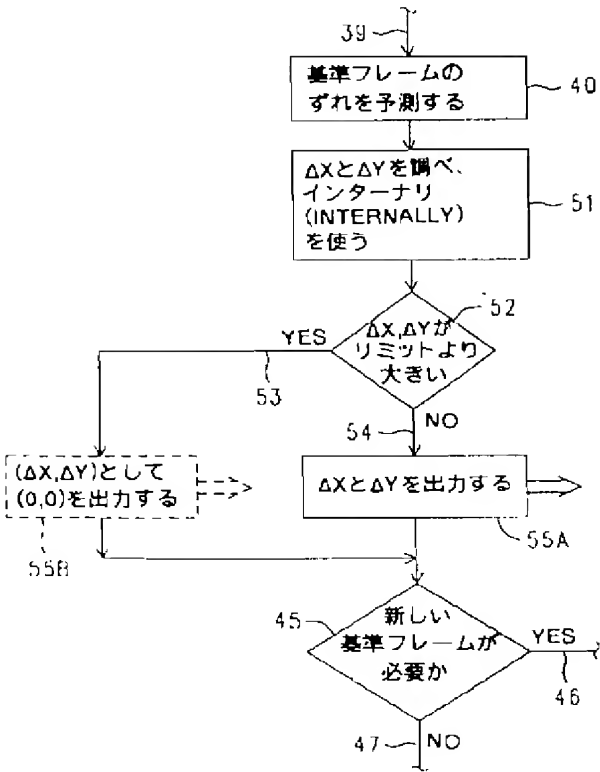 39
基準フレームの
ずれを予測する
40
ΔXとΔYを調べ、
インターナリ
(INTERNALLY)
を使う
51
52
ΔX,ΔYが
リミットより
大きい
YES
53
54
NO
(ΔX,ΔY)として
(0,0)を出力する
55B
ΔXとΔYを出力する
55A
45
新しい
基準フレームが
必要か
YES
46
47
NO